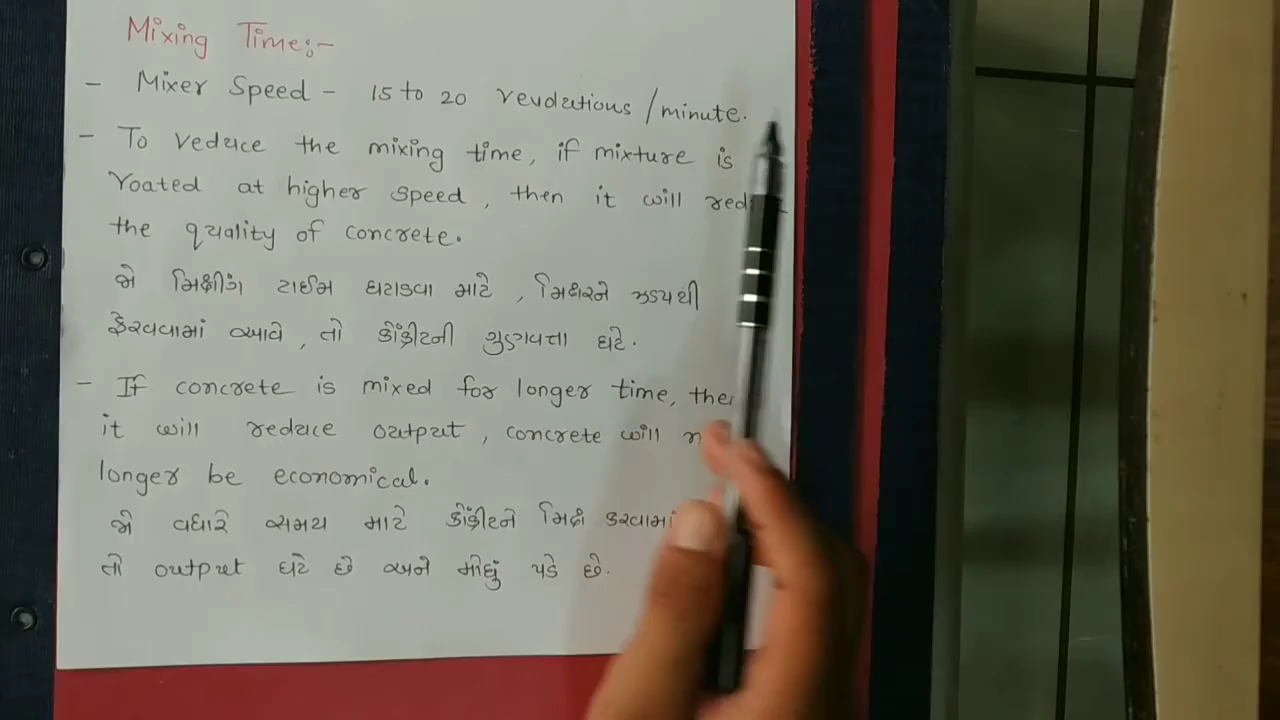 Mixing Time:-
- Mixer Speed - 15 to 20 revolutions /minute.
- To reduce the mixing time, if mixture is
roated at higher speed, then it will
the quality of concrete.
જો મિક્ષીંગ ટાઈમ ઘટાડવા માટે, મિક્ષરને ઝડપથી
ફેરવવામાં આવે, તો કોંક્રીટની ગુણવત્તા ઘટે.
- If concrete is mixed for longer time,
it will reduce output, concrete will
longer be economical.
જો વધારે સમય માટે કોંક્રીટને મિક્ષ કરવામાં
તો output ઘટે છે અને મોઘું પડે છે.